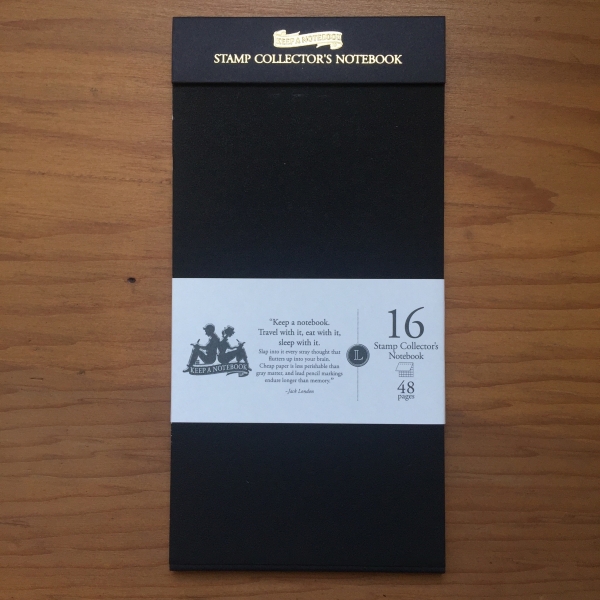 KEEP A NOTEBOOK
STAMP COLLECTOR'S NOTEBOOK
"Keep a notebook.
Travel with it, eat with it,
sleep with it.
Slap into it every stray thought that
flutters up into your brain.
Cheap paper is less perishable than
gray matter, and lead pencil markings
endure longer than memory."
–Jack London
KEEP A NOTEBOOK
L
16
Stamp Collector's
Notebook
48
pages